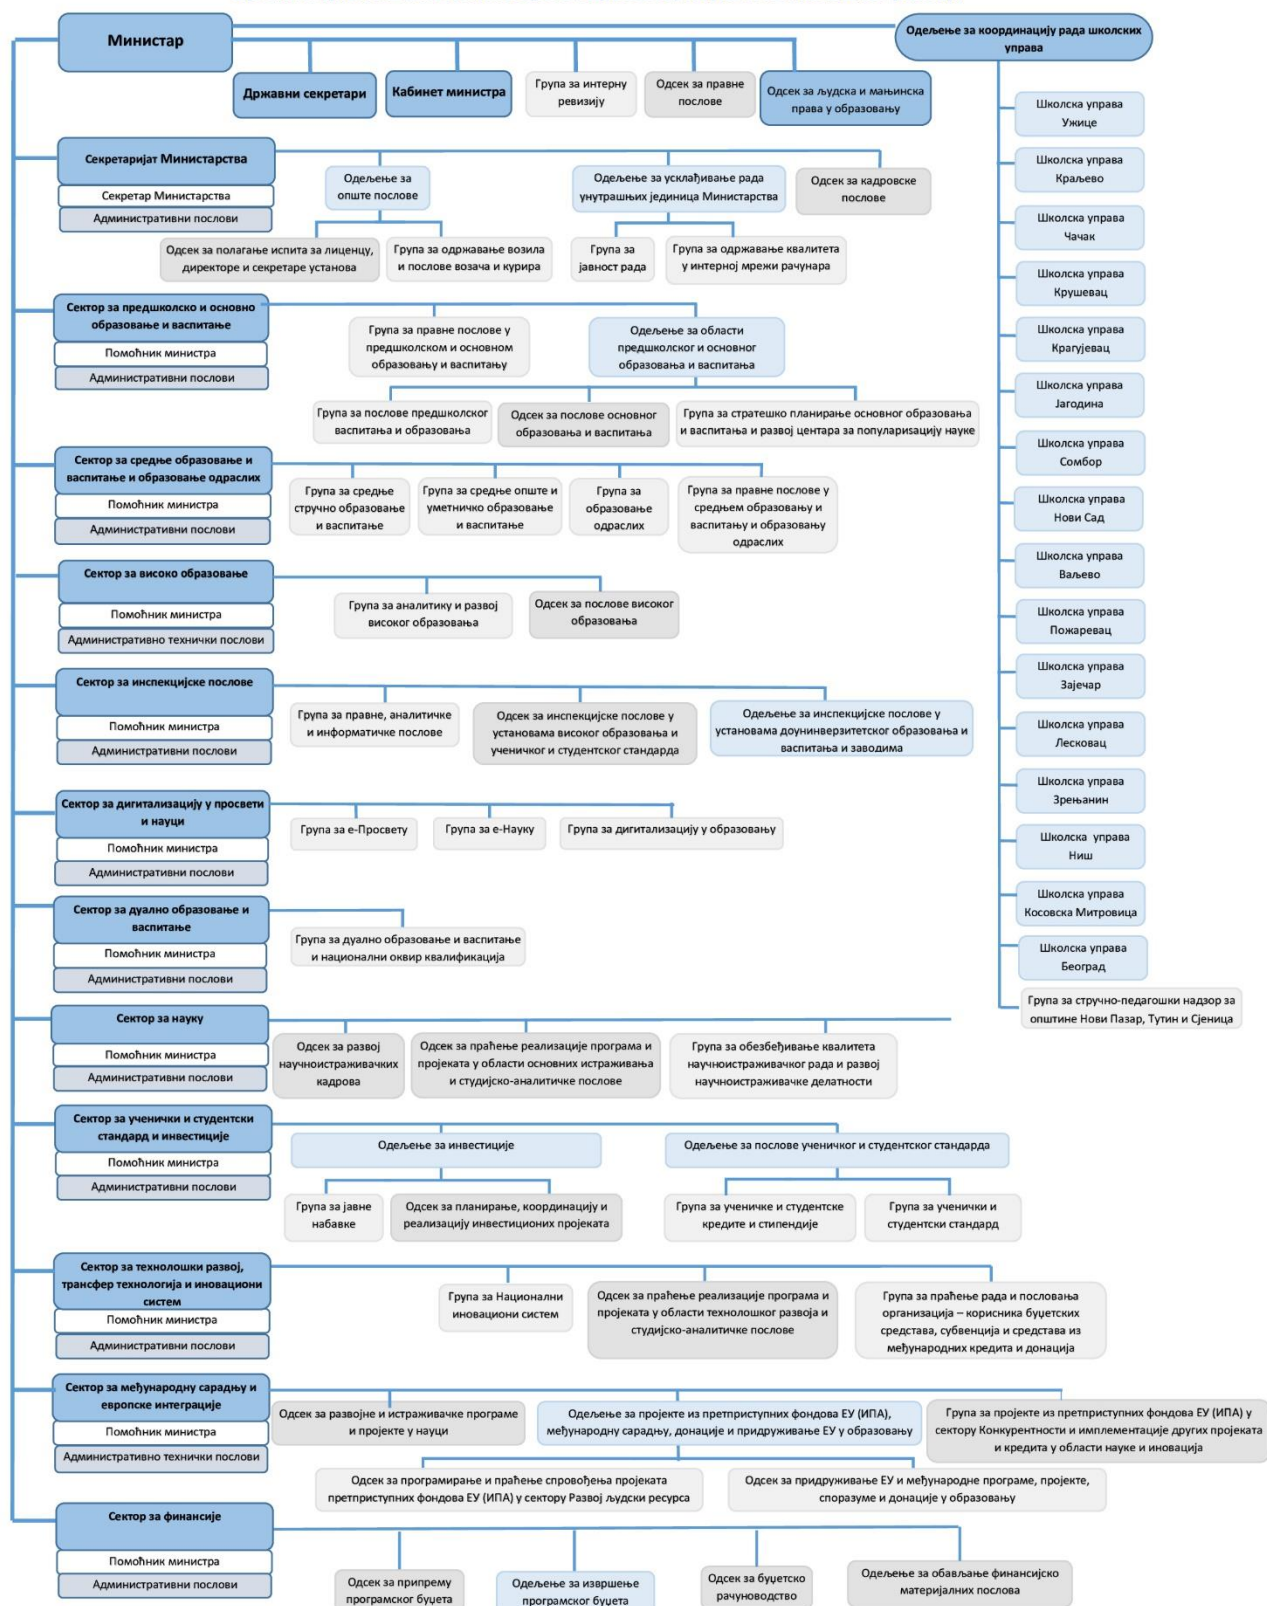 Министар
Одељење за координацију рада школских
управа
Државни секретари
Кабинет министра
Група за интерну
ревизију
Одсек за правне
послове
Одсек за људска и мањинска
права у образовању
Школска управа
Ужице
Школска управа
Краљево
Школска управа
Чачак
Школска управа
Крушевац
Школска управа
Крагујевац
Школска управа
Јагодина
Школска управа
Сомбор
Школска управа
Нови Сад
Школска управа
Ваљево
Школска управа
Пожаревац
Школска управа
Зајечар
Школска управа
Лесковац
Школска управа
Зрењанин
Школска управа
Ниш
Школска управа
Косовска Митровица
Школска управа
Београд
Група за стручно-педагошки надзор за
општине Нови Пазар, Тутин и Сјеница
Секретаријат Министарства
Секретар Министарства
Административни послови
Одељење за
опште послове
Одељење за усклађивање рада
унутрашњих јединица Министарства
Одсек за кадровске
послове
Одсек за полагање испита за лиценцу,
директоре и секретаре установа
Група за одржавање возила
и послове возача и курира
Група за
јавност рада
Група за одржавање квалитета
у интерној мрежи рачунара
Сектор за предшколско и основно
образовање и васпитање
Помоћник министра
Административни послови
Група за правне послове у
предшколском и основном
образовању и васпитању
Одељење за области
предшколског и основног
образовања и васпитања
Група за послове предшколског
васпитања и образовања
Одсек за послове основног
образовања и васпитања
Група за стратешко планирање основног образовања
и васпитања и развој центара за популаризацију науке
Сектор за средње образовање и
васпитање и образовање одраслих
Помоћник министра
Административни послови
Група за средње
стручно образовање
и васпитање
Група за средње опште и
уметничко образовање
и васпитање
Група за
образовање
одраслих
Група за правне послове у
средњем образовању и
васпитању и образовању
одраслих
Сектор за високо образовање
Помоћник министра
Административно технички послови
Група за аналитику и развој
високог образовања
Одсек за послове високог
образовања
Сектор за инспекцијске послове
Помоћник министра
Административни послови
Група за правне, аналитичке
и информатичке послове
Одсек за инспекцијске послове у
установама високог образовања и
ученичког и студентског стандарда
Одељење за инспекцијске послове у
установама доунинверзитетског образовања и
васпитања и заводима
Сектор за дигитализацију у просвети
и науци
Помоћник министра
Административни послови
Група за е-Просвету
Група за е-Науку
Група за дигитализацију у образовању
Сектор за дуално образовање и
васпитање
Помоћник министра
Административни послови
Група за дуално образовање и васпитање
и национални оквир квалификација
Сектор за науку
Помоћник министра
Административни послови
Одсек за развој
научноистраживачких
кадрова
Одсек за праћење реализације програма и
пројеката у области основних истраживања
и студијско-аналитичке послове
Група за обезбеђивање квалитета
научноистраживачког рада и развој
научноистраживачке делатности
Сектор за ученички и студентски
стандард и инвестиције
Помоћник министра
Административни послови
Одељење за инвестиције
Одељење за послове ученичког и студентског стандарда
Група за јавне
набавке
Одсек за планирање, координацију и
реализацију инвестиционих пројеката
Група за ученичке и студентске
кредите и стипендије
Група за ученички и
студентски стандард
Сектор за технолошки развој,
трансфер технологија и иновациони
систем
Помоћник министра
Административни послови
Група за Национални
иновациони систем
Одсек за праћење реализације програма и
пројеката у области технолошког развоја и
студијско-аналитичке послове
Група за праћење рада и пословања
организација – корисника буџетских
средстава, субвенција и средстава из
међународних кредита и донација
Сектор за међународну сарадњу и
европске интеграције
Помоћник министра
Административно технички послови
Одсек за развојне и истраживачке програме
и пројекте у науци
Одељење за пројекте из претприступних фондова ЕУ (ИПА),
међународну сарадњу, донације и придруживање ЕУ у образовању
Група за пројекте из претприступних фондова ЕУ (ИПА) у
сектору Конкурентности и имплементације других пројеката
и кредита у области науке и иновација
Одсек за програмирање и праћење спровођења пројеката
претприступних фондова ЕУ (ИПА) у сектору Развој људски ресурса
Одсек за придруживање ЕУ и међународне програме, пројекте,
споразуме и донације у образовању
Сектор за финансије
Помоћник министра
Административни послови
Одсек за припрему
програмског буџета
Одељење за извршење
програмског буџета
Одсек за буџетско
рачуноводство
Одељење за обављање финансијско
материјалних послова